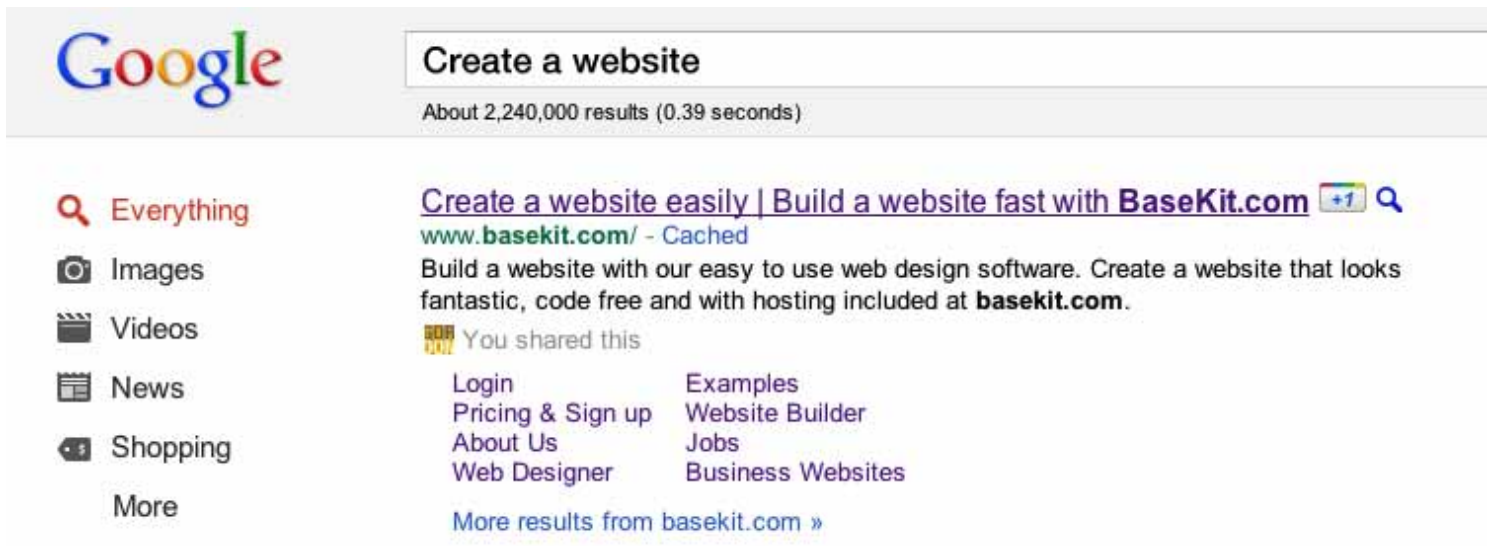 Google
Create a website
About 2,240,000 results (0.39 seconds)
Everything
Images
Videos
News
Shopping
More
Create a website easily | Build a website fast with BaseKit.com +1
www.basekit.com/ - Cached
Build a website with our easy to use web design software. Create a website that looks
fantastic, code free and with hosting included at basekit.com.
You shared this
Login Examples
Pricing & Sign up Website Builder
About Us Jobs
Web Designer Business Websites
More results from basekit.com »